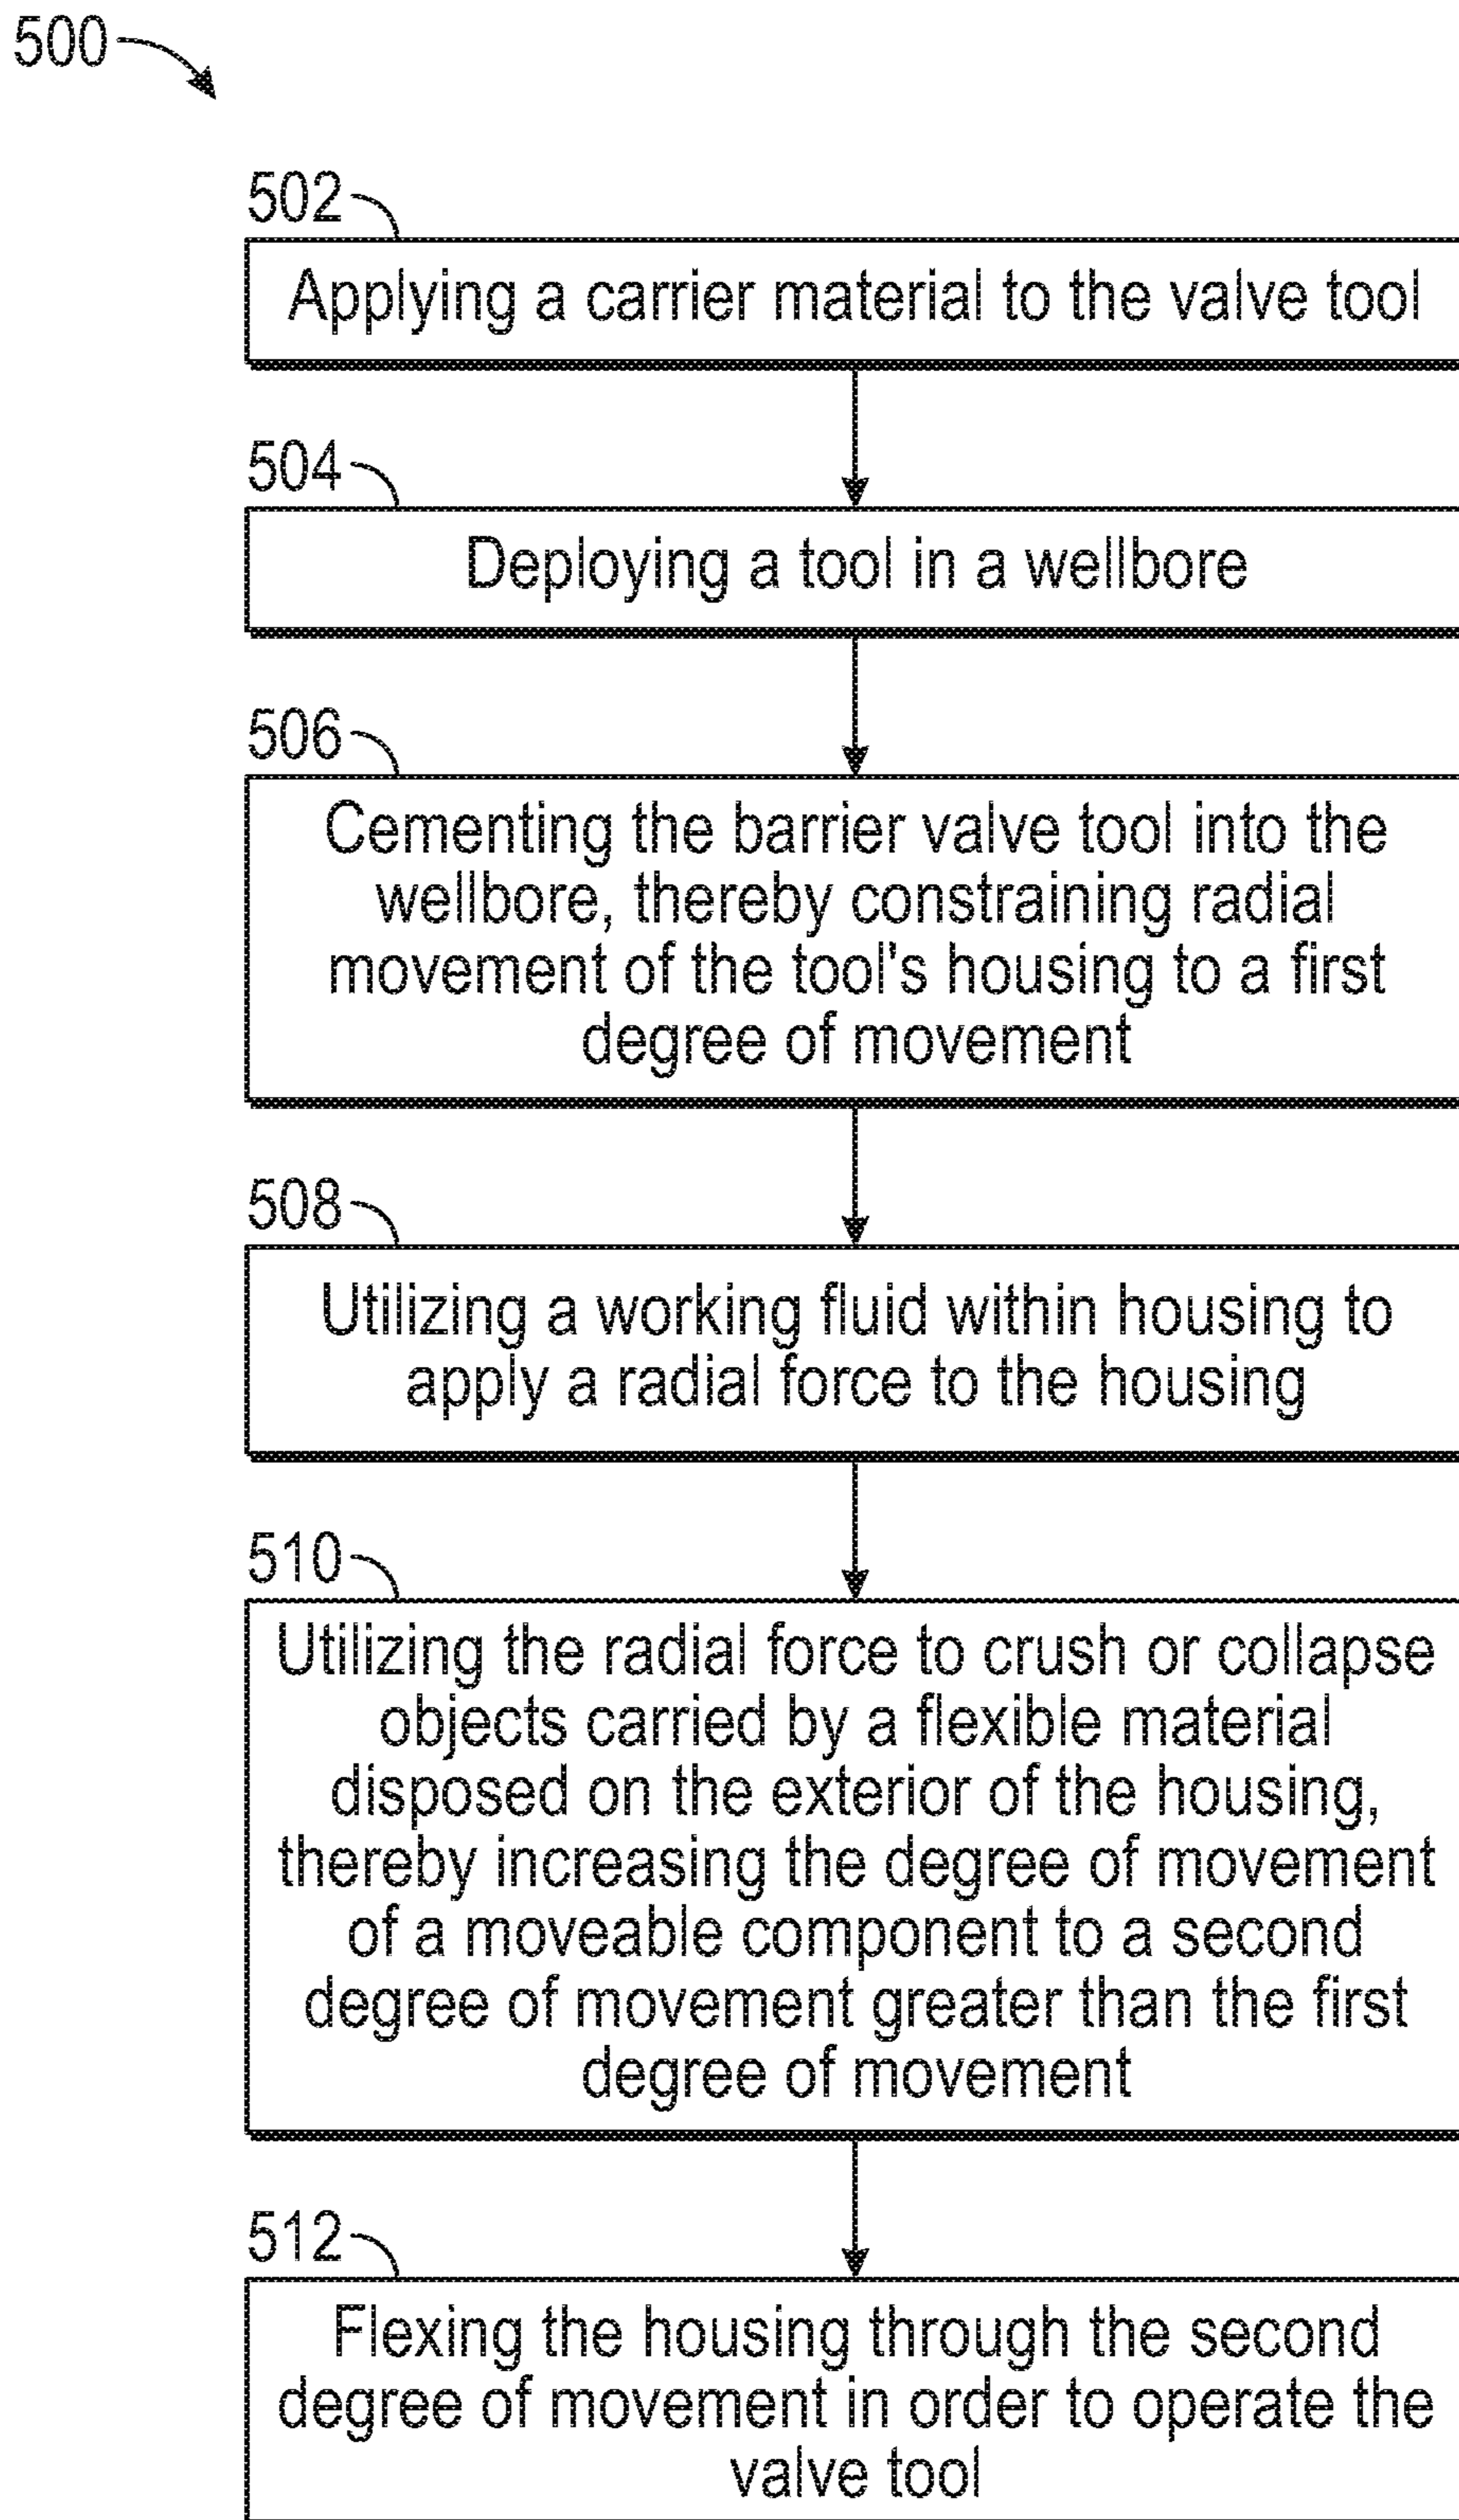 500
502
Applying a carrier material to the valve tool
504
Deploying a tool in a wellbore
506
Cementing the barrier valve tool into the
wellbore, thereby constraining radial
movement of the tool's housing to a first
degree of movement
508
Utilizing a working fluid within housing to
apply a radial force to the housing
510
Utilizing the radial force to crush or collapse
objects carried by a flexible material
disposed on the exterior of the housing,
thereby increasing the degree of movement
of a moveable component to a second
degree of movement greater than the first
degree of movement
512
Flexing the housing through the second
degree of movement in order to operate the
valve tool